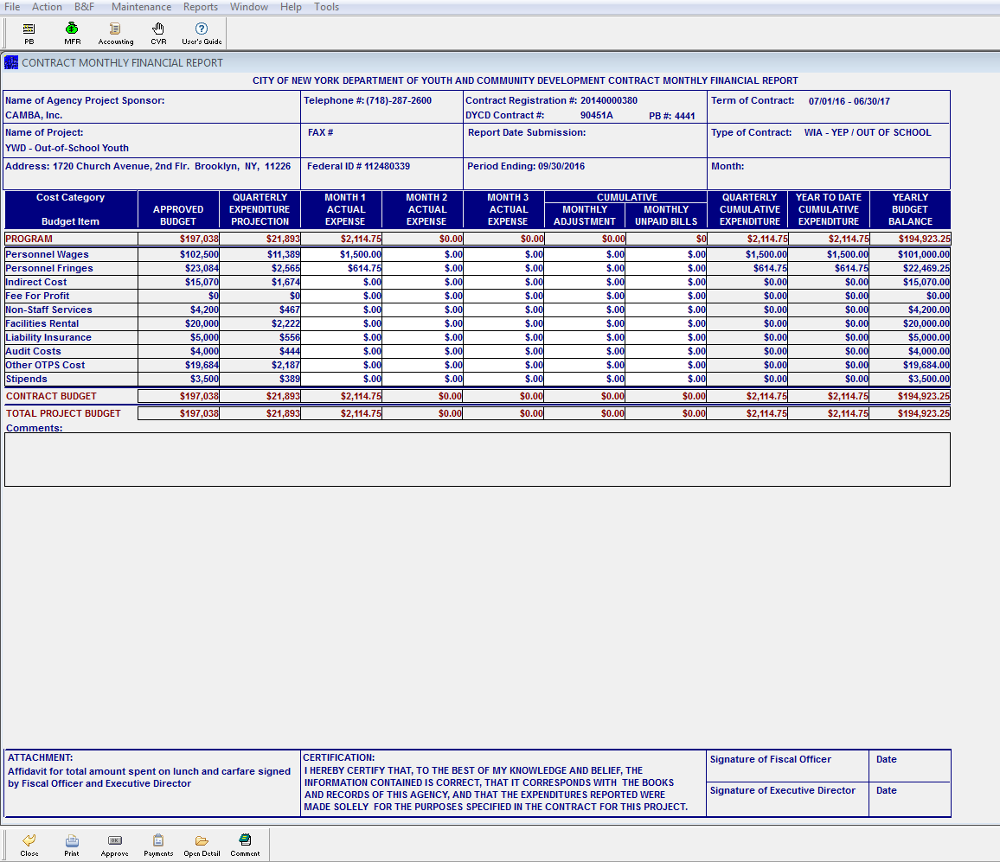 File Action B&F Maintenance Reports Window Help Tools
PB MFR Accounting CVR User's Guide
CONTRACT MONTHLY FINANCIAL REPORT
CITY OF NEW YORK DEPARTMENT OF YOUTH AND COMMUNITY DEVELOPMENT CONTRACT MONTHLY FINANCIAL REPORT
Name of Agency Project Sponsor:
CAMBA, Inc.
Telephone #: (718)-287-2600
Contract Registration #: 20140000380
DYCD Contract #: 90451A PB #: 4441
Term of Contract: 07/01/16 - 06/30/17
Name of Project:
YWD - Out-of-School Youth
FAX #
Report Date Submission:
Type of Contract: WIA - YEP / OUT OF SCHOOL
Address: 1720 Church Avenue, 2nd Flr. Brooklyn, NY, 11226
Federal ID # 112480339
Period Ending: 09/30/2016
Month:
Cost Category
Budget Item
APPROVED
BUDGET
QUARTERLY
EXPENDITURE
PROJECTION
MONTH 1
ACTUAL
EXPENSE
MONTH 2
ACTUAL
EXPENSE
MONTH 3
ACTUAL
EXPENSE
CUMULATIVE
MONTHLY
ADJUSTMENT
MONTHLY
UNPAID BILLS
QUARTERLY
CUMULATIVE
EXPENDITURE
YEAR TO DATE
CUMULATIVE
EXPENDITURE
YEARLY
BUDGET
BALANCE
PROGRAM $197,038 $21,893 $2,114.75 $0.00 $0.00 $0.00 $0 $2,114.75 $2,114.75 $194,923.25
Personnel Wages $102,500 $11,389 $1,500.00 $.00 $.00 $.00 $.00 $1,500.00 $1,500.00 $101,000.00
Personnel Fringes $23,084 $2,565 $614.75 $.00 $.00 $.00 $.00 $614.75 $614.75 $22,469.25
Indirect Cost $15,070 $1,674 $.00 $.00 $.00 $.00 $.00 $0.00 $0.00 $15,070.00
Fee For Profit $0 $0 $.00 $.00 $.00 $.00 $.00 $0.00 $0.00 $0.00
Non-Staff Services $4,200 $467 $.00 $.00 $.00 $.00 $.00 $0.00 $0.00 $4,200.00
Facilities Rental $20,000 $2,222 $.00 $.00 $.00 $.00 $.00 $0.00 $0.00 $20,000.00
Liability Insurance $5,000 $556 $.00 $.00 $.00 $.00 $.00 $0.00 $0.00 $5,000.00
Audit Costs $4,000 $444 $.00 $.00 $.00 $.00 $.00 $0.00 $0.00 $4,000.00
Other OTPS Cost $19,684 $2,187 $.00 $.00 $.00 $.00 $.00 $0.00 $0.00 $19,684.00
Stipends $3,500 $389 $.00 $.00 $.00 $.00 $.00 $0.00 $0.00 $3,500.00
CONTRACT BUDGET $197,038 $21,893 $2,114.75 $0.00 $0.00 $0.00 $0.00 $2,114.75 $2,114.75 $194,923.25
TOTAL PROJECT BUDGET $197,038 $21,893 $2,114.75 $0.00 $0.00 $0.00 $0.00 $2,114.75 $2,114.75 $194,923.25
Comments:
ATTACHMENT:
Affidavit for total amount spent on lunch and carfare signed
by Fiscal Officer and Executive Director
CERTIFICATION:
I HEREBY CERTIFY THAT, TO THE BEST OF MY KNOWLEDGE AND BELIEF, THE
INFORMATION CONTAINED IS CORRECT, THAT IT CORRESPONDS WITH THE BOOKS
AND RECORDS OF THIS AGENCY, AND THAT THE EXPENDITURES REPORTED WERE
MADE SOLELY FOR THE PURPOSES SPECIFIED IN THE CONTRACT FOR THIS PROJECT.
Signature of Fiscal Officer Date
Signature of Executive Director Date
OK
Close Print Approve Payments Open Detail Comment